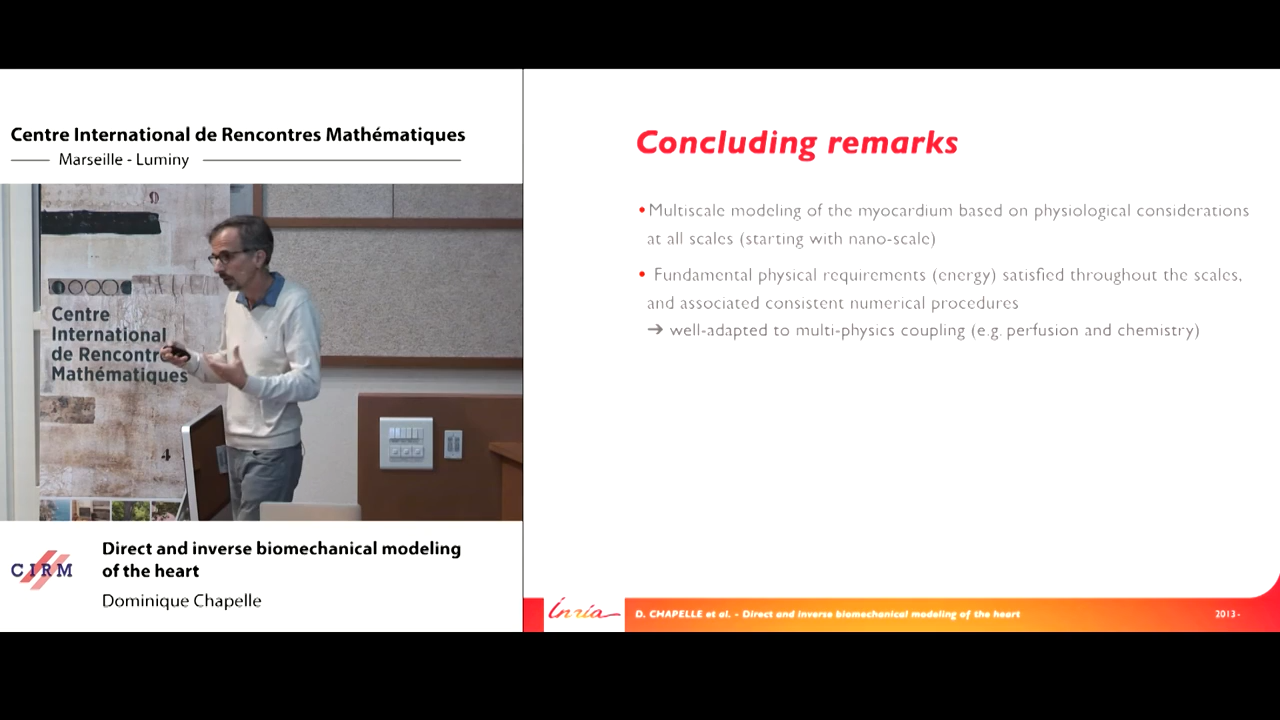 Centre International de Rencontres Mathématiques
Marseille - Luminy
Centre
International
de Rencontr
Mathématiques
CIRM
Direct and inverse biomechanical modeling
of the heart
Dominique Chapelle
Concluding remarks
•Multiscale modeling of the myocardium based on physiological considerations
at all scales (starting with nano-scale)
• Fundamental physical requirements (energy) satisfied throughout the scales,
and associated consistent numerical procedures
➔ well-adapted to multi-physics coupling (e.g. perfusion and chemistry)
Inria
D. CHAPELLE et al. - Direct and inverse biomechanical modeling of the heart
2013-